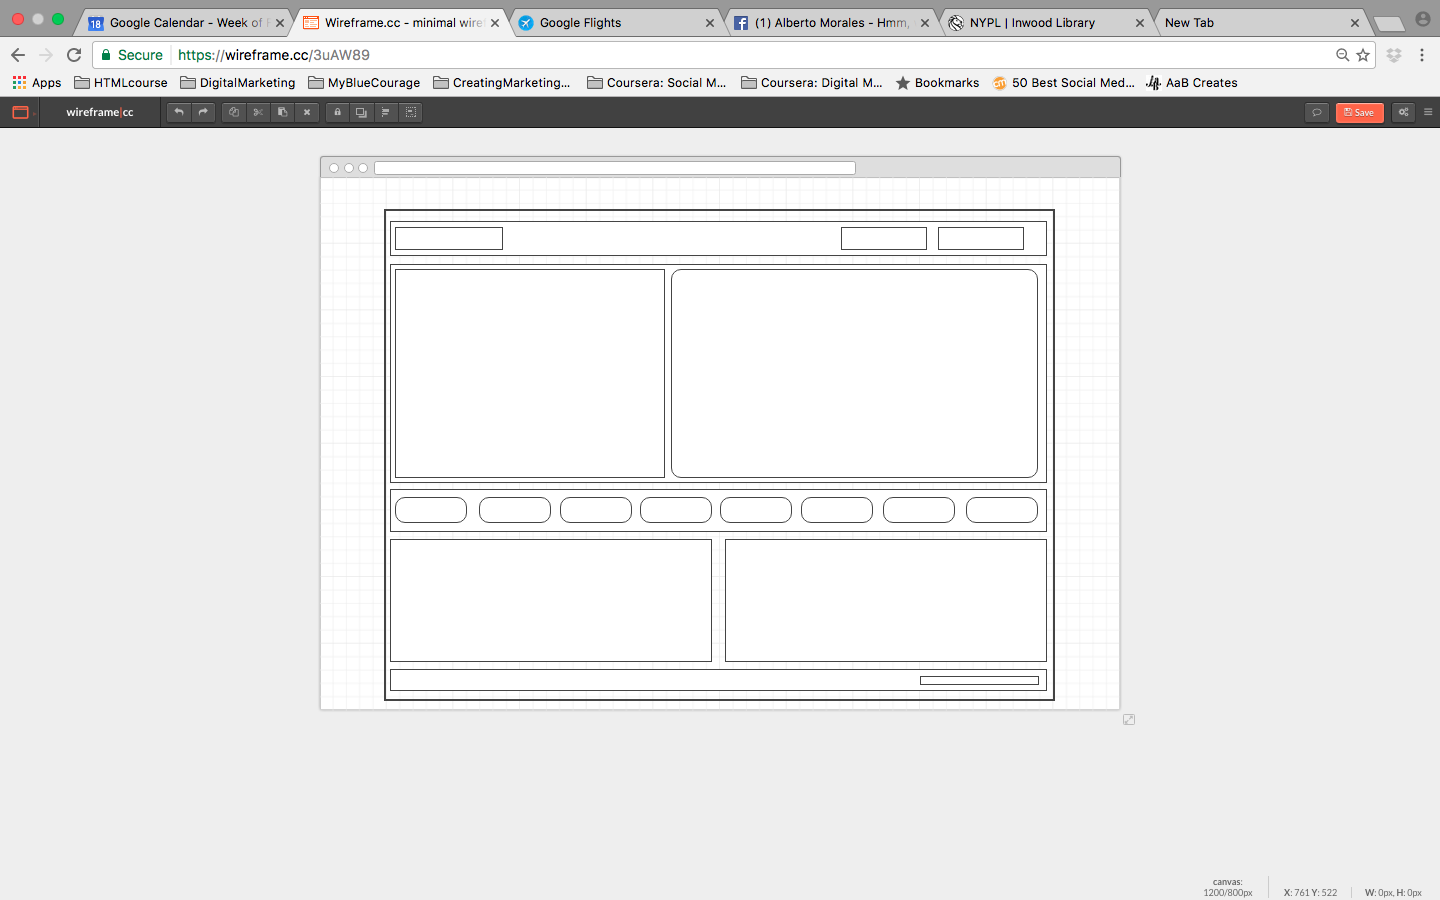 18 Google Calendar - Week of
Wireframe.cc - minimal wire
Google Flights
(1) Alberto Morales - Hmm,
NYPL | Inwood Library
New Tab
Secure https://wireframe.cc/3uAW89
Apps HTMLcourse DigitalMarketing MyBlueCourage CreatingMarketing... Coursera: Social M... Coursera: Digital M... Bookmarks 50 Best Social Med... AaB Creates
wireframe|cc Save
canvas:
1200/800px X: 761 Y: 522 W: 0px, H: 0px